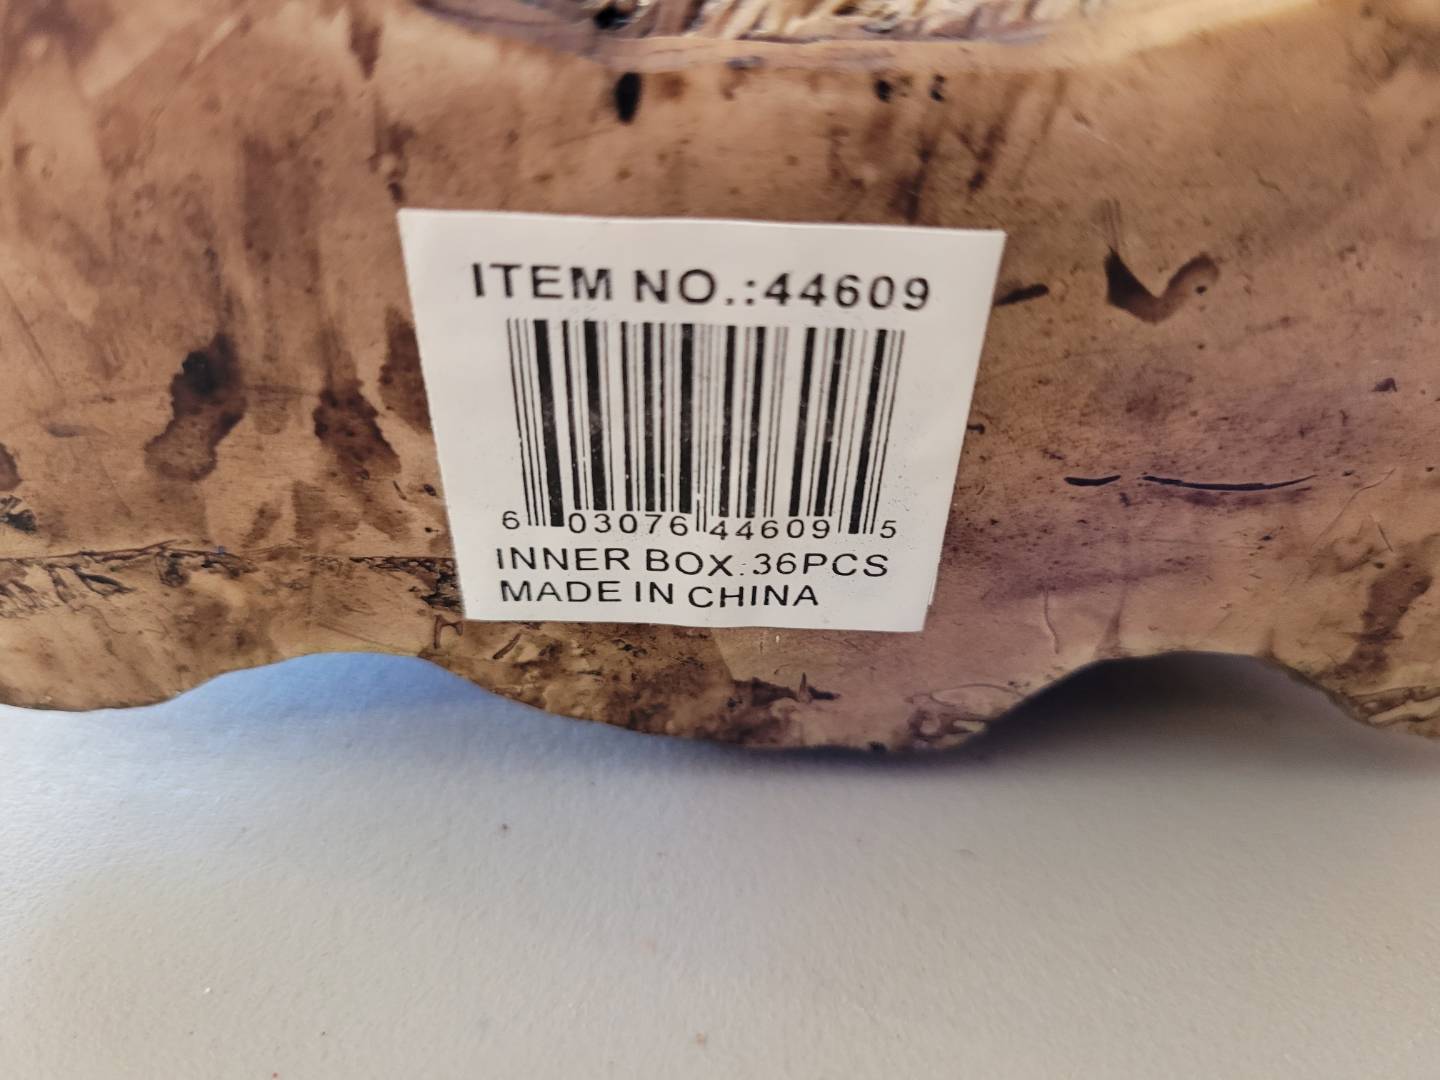 ITEM NO.:44609
6 03076 44609 5
INNER BOX:36PCS
MADE IN CHINA